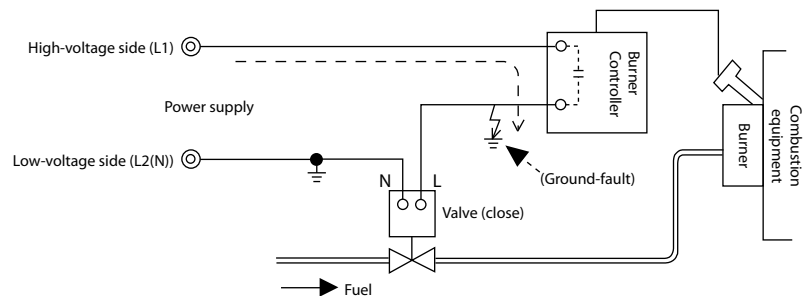 High-voltage side (L1)
Burner
Controller
Power supply
Combustion
equipment
Burner
Low-voltage side (L2(N))
(Ground-fault)
N
L
Valve (close)
Fuel